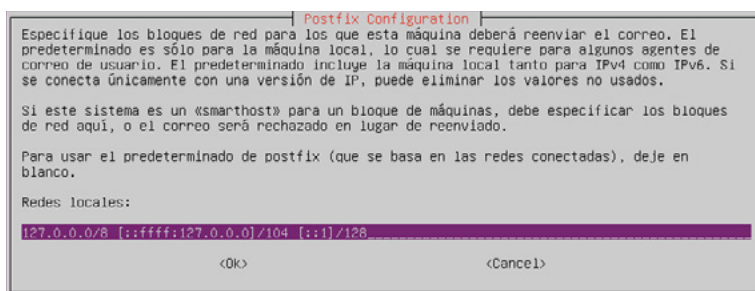 Postfix Configuration
Especifique los bloques de red para los que esta máquina deberá reenviar el correo. El
predeterminado es sólo para la máquina local, lo cual se requiere para algunos agentes de
correo de usuario. El predeterminado incluye la máquina local tanto para IPv4 como IPv6. Si
se conecta únicamente con una versión de IP, puede eliminar los valores no usados.
Si este sistema es un «smarthost» para un bloque de máquinas, debe especificar los bloques
de red aquí, o el correo será rechazado en lugar de reenviado.
Para usar el predeterminado de postfix (que se basa en las redes conectadas), deje en
blanco.
Redes locales:
127.0.0.0/8 [::ffff:127.0.0.0]/104 [::1]/128
<Ok> <Cancel>